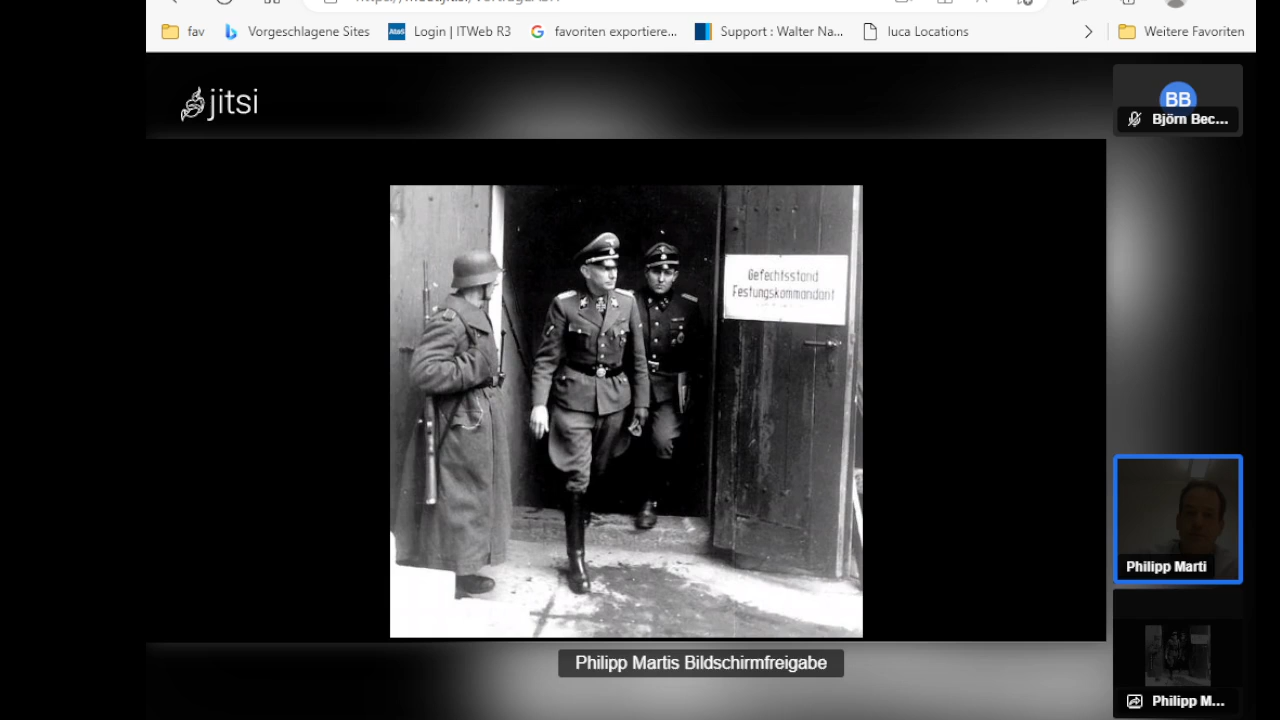 fav
Vorgeschlagene Sites
Atos
Login | ITWeb R3
G
favoriten exportiere...
Support : Walter Na...
luca Locations
Weitere Favoriten
jitsi
BB
Björn Bec...
Gefechtsstand
Festungskommandant
Philipp Marti
Philipp Martis Bildschirmfreigabe
Philipp M...